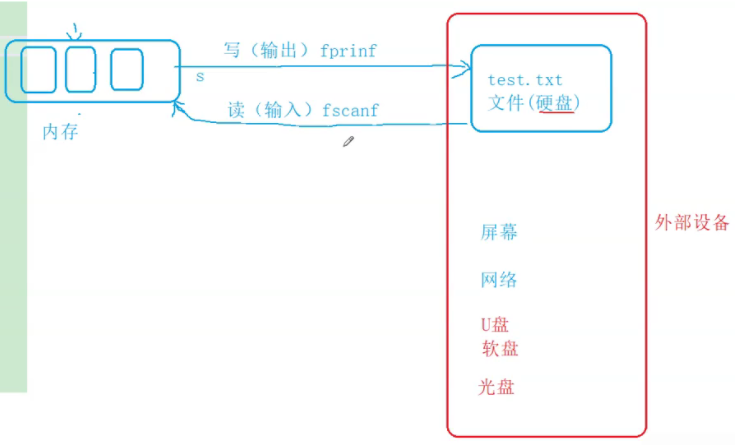 写（输出）fprinf
s
读（输入）fscanf
内存
test.txt
文件(硬盘)
外部设备
屏幕
网络
U盘
软盘
光盘